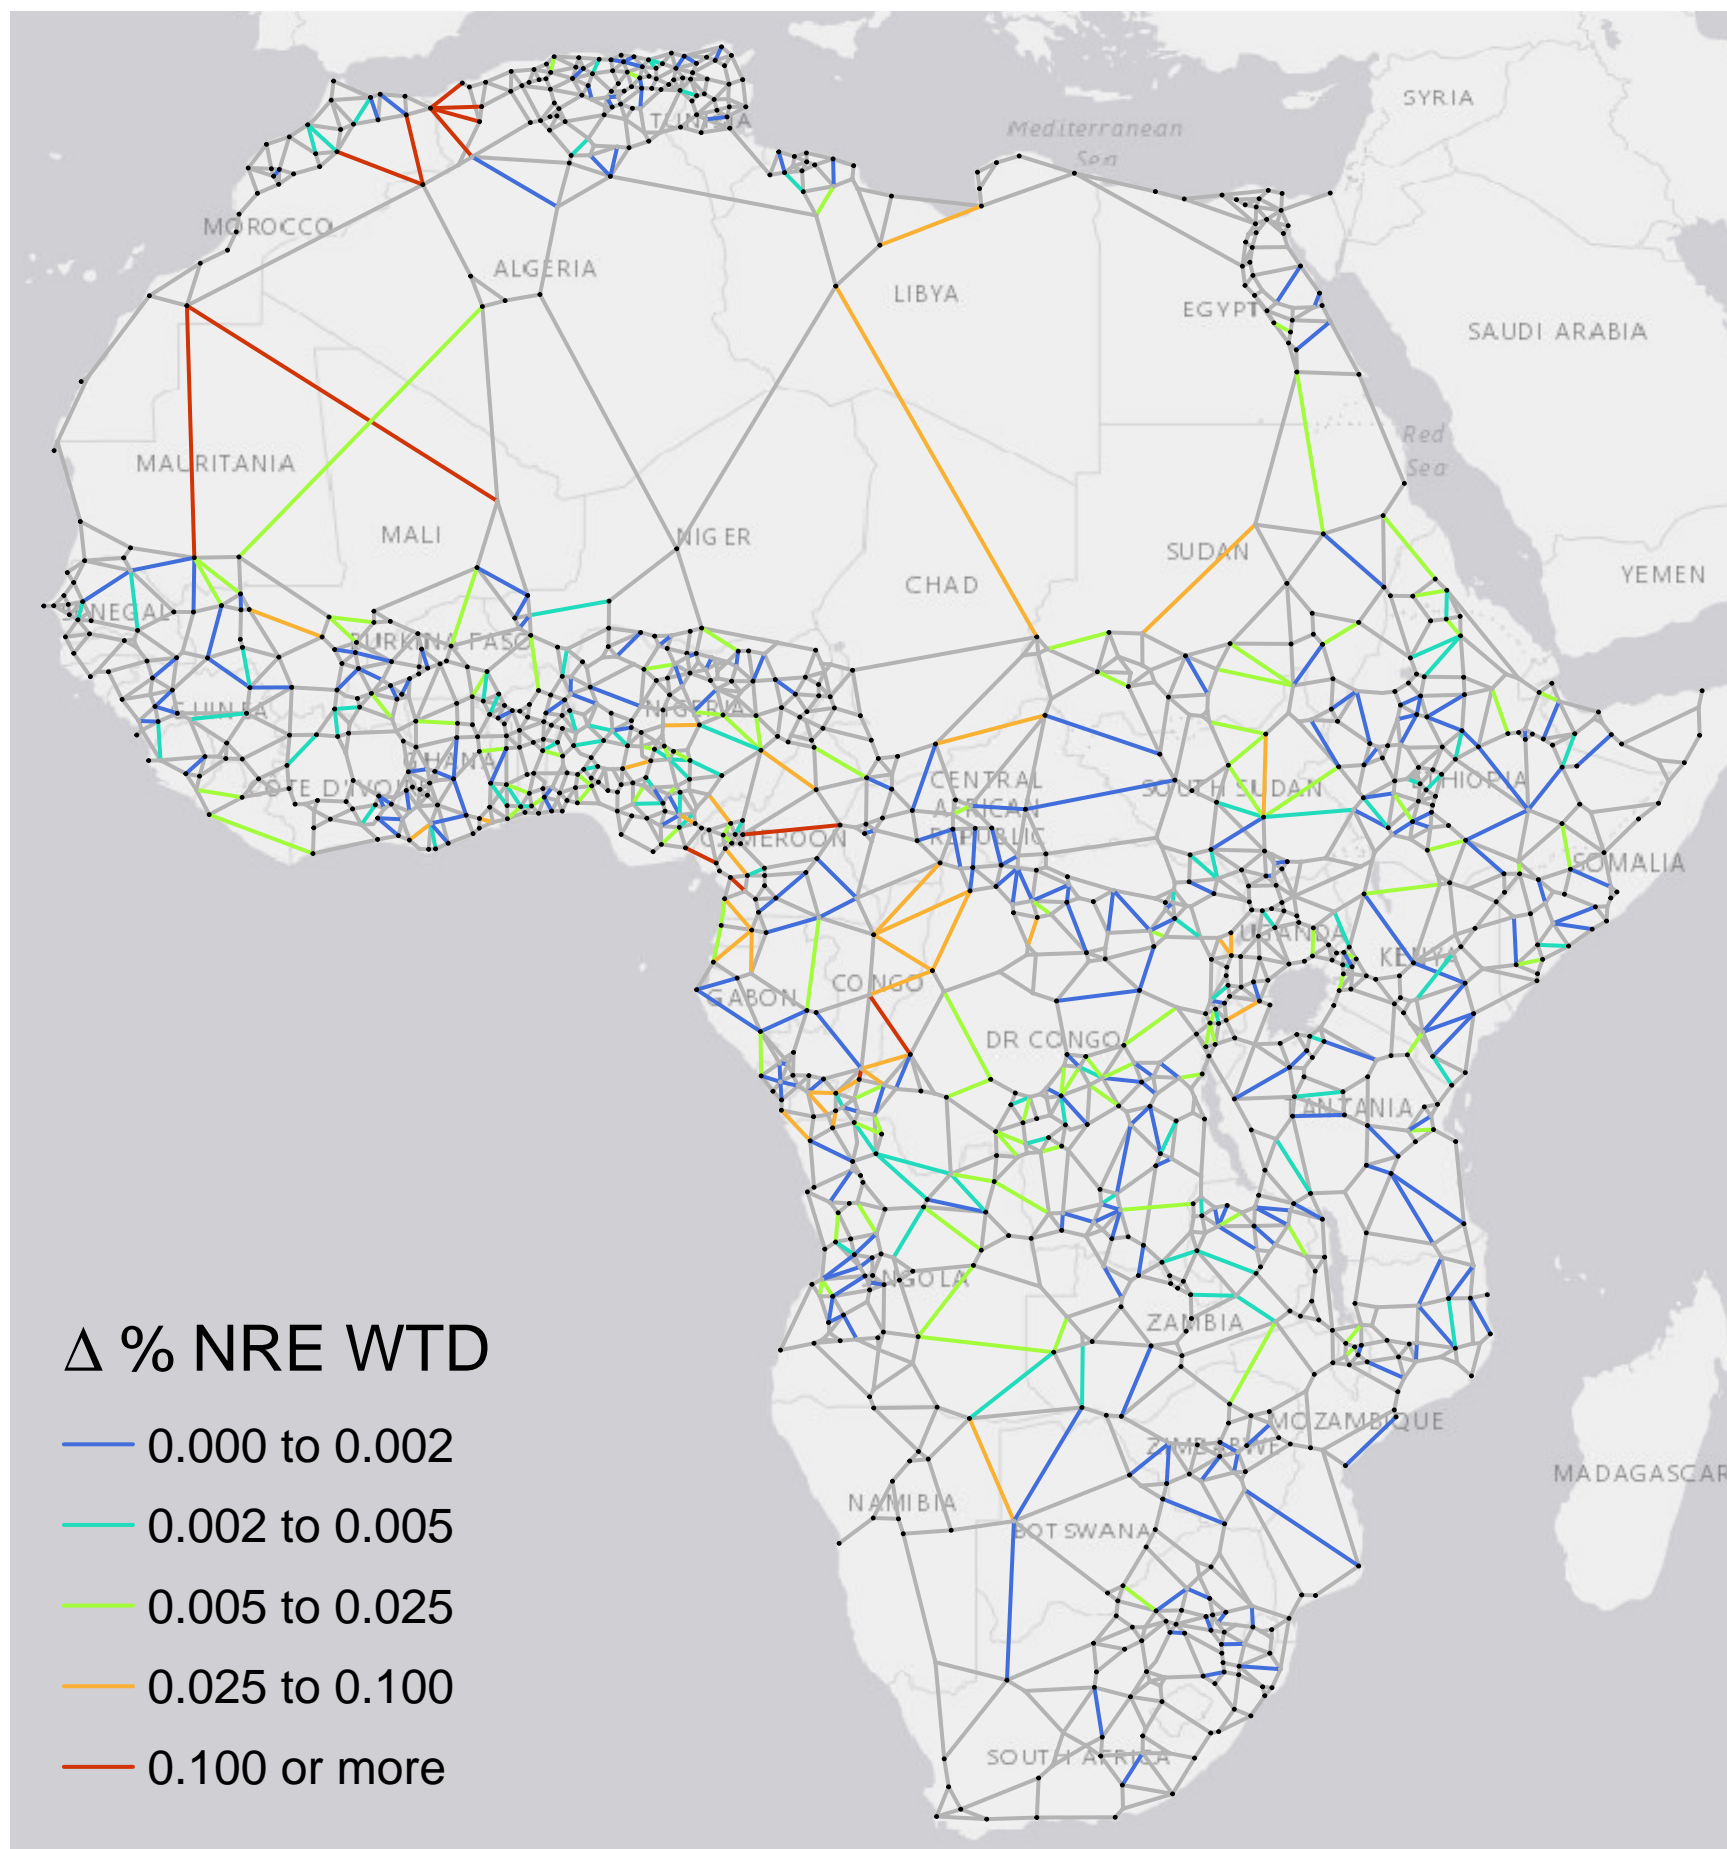 SYRIA
Mediterranean
Sea
TUNISIA
MOROCCO
ALGERIA
LIBYA
EGYPT
SAUDI ARABIA
Red
Sea
MAURITANIA
MALI
NIGER
SUDAN
CHAD
YEMEN
SENEGAL
BURKINA FASO
GUINEA
NIGERIA
GHANA
CÔTE D'IVOIRE
CENTRAL
AFRICAN
REPUBLIC
SOUTH SUDAN
ETHIOPIA
CAMEROON
SOMALIA
UGANDA
KENYA
GABON
CONGO
DR CONGO
TANZANIA
ANGOLA
ZAMBIA
MOZAMBIQUE
ZIMBABWE
MADAGASCAR
NAMIBIA
BOTSWANA
SOUTH AFRICA
Δ % NRE WTD
0.000 to 0.002
0.002 to 0.005
0.005 to 0.025
0.025 to 0.100
0.100 or more